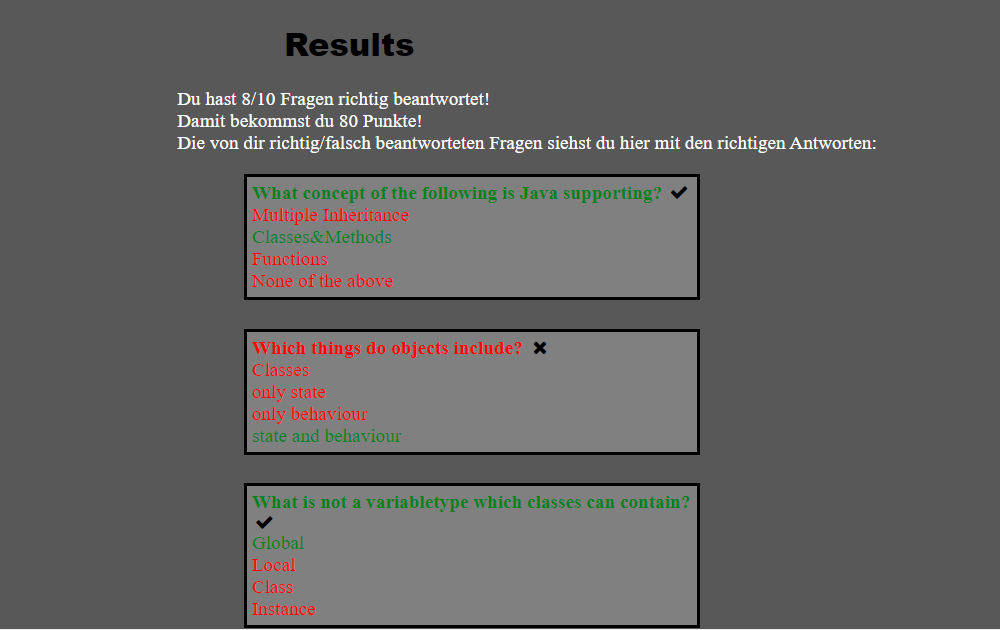 Results
Du hast 8/10 Fragen richtig beantwortet!
Damit bekommst du 80 Punkte!
Die von dir richtig/falsch beantworteten Fragen siehst du hier mit den richtigen Antworten:
What concept of the following is Java supporting? ✔
Multiple Inheritance
Classes&Methods
Functions
None of the above
Which things do objects include? ✖
Classes
only state
only behaviour
state and behaviour
What is not a variabletype which classes can contain?
✔
Global
Local
Class
Instance